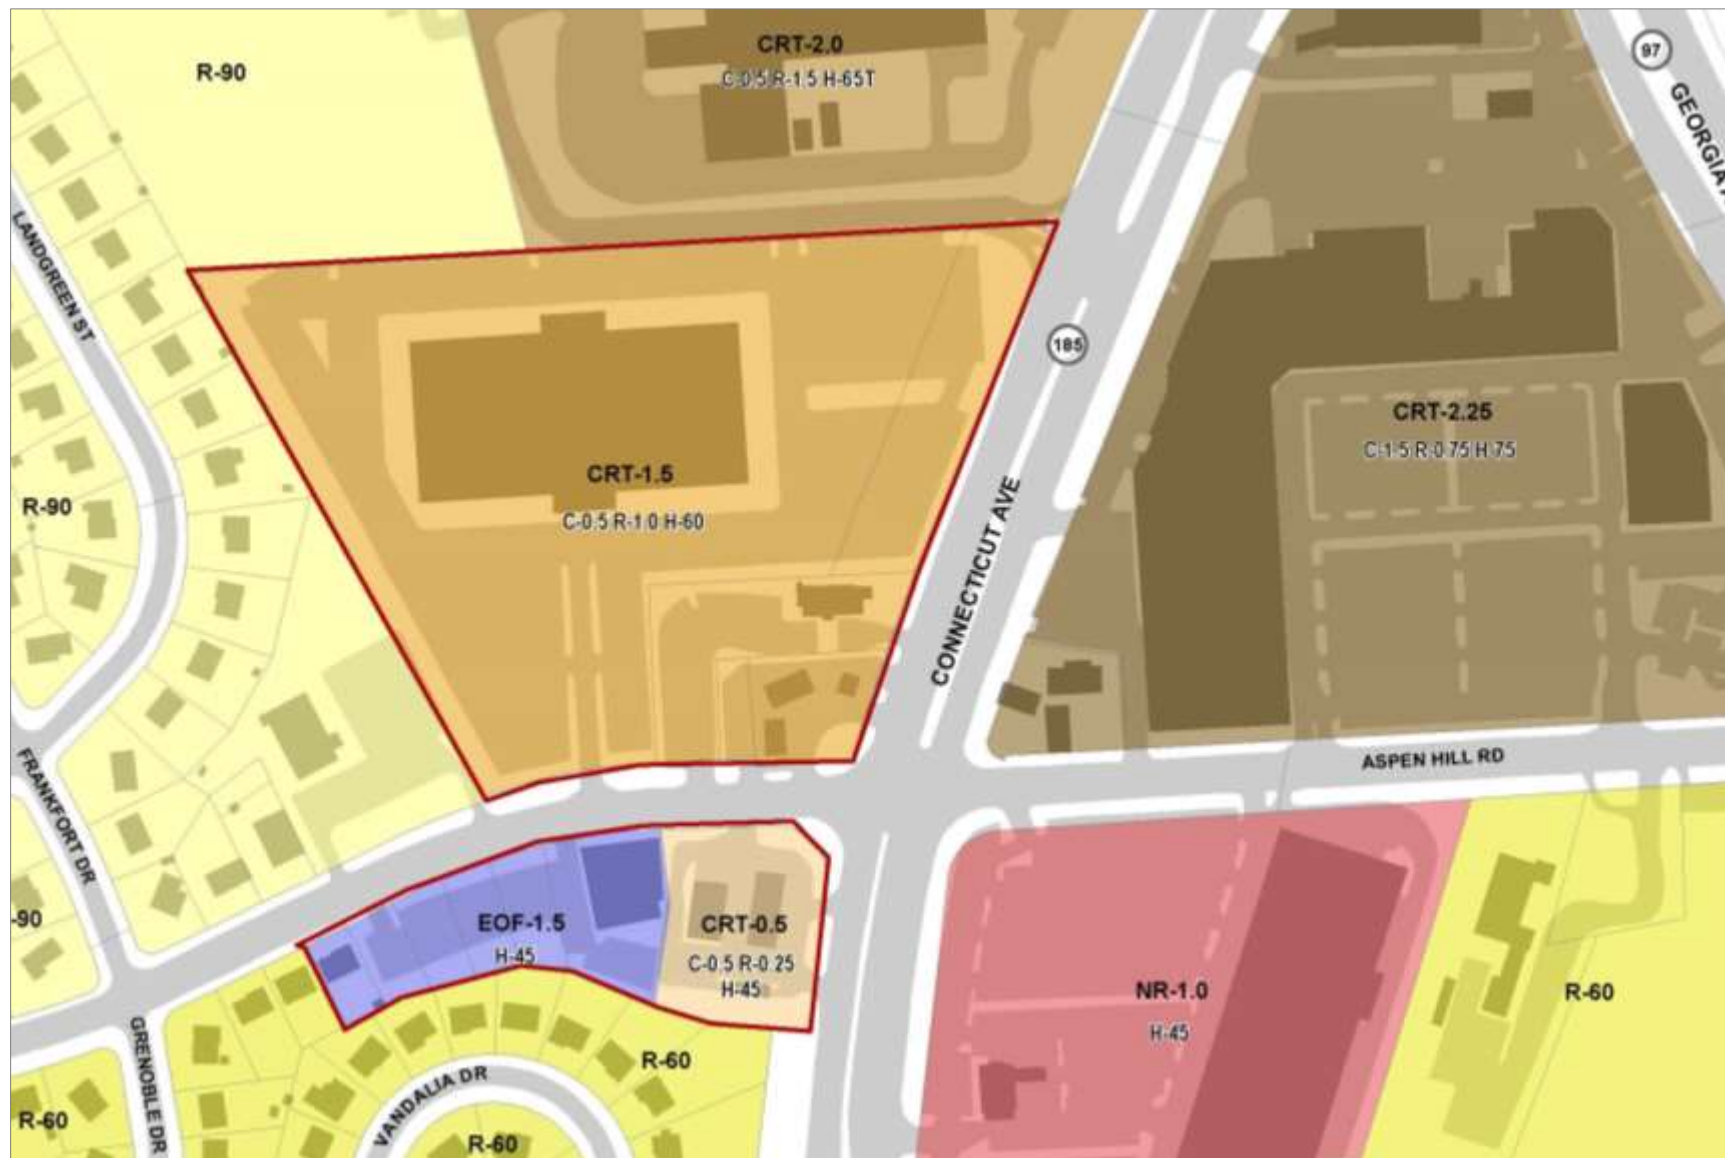 CRT-2.0
C-0.5 R-1.5 H-65T
R-90
97
GEORGIA
LANDGREEN ST
185
CRT-2.25
C-1.5 R-0.75 H-75
CRT-1.5
C-0.5 R-1.0 H-60
R-90
CONNECTICUT AVE
ASPEN HILL RD
FRANKFORT DR
-90
EOF-1.5
H-45
CRT-0.5
C-0.5 R-0.25
H-45
NR-1.0
H-45
R-60
GRENOBLE DR
R-60
VANDALIA DR
R-60
R-60